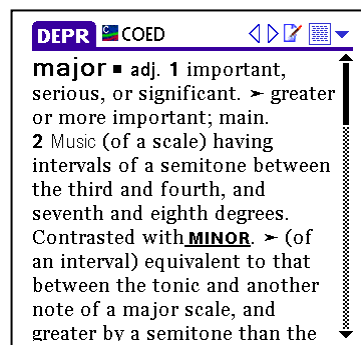 DEPR COED
major ▪ adj. 1 important,
serious, or significant. ➤ greater
or more important; main.
2 Music (of a scale) having
intervals of a semitone between
the third and fourth, and
seventh and eighth degrees.
Contrasted with MINOR. ➤ (of
an interval) equivalent to that
between the tonic and another
note of a major scale, and
greater by a semitone than the